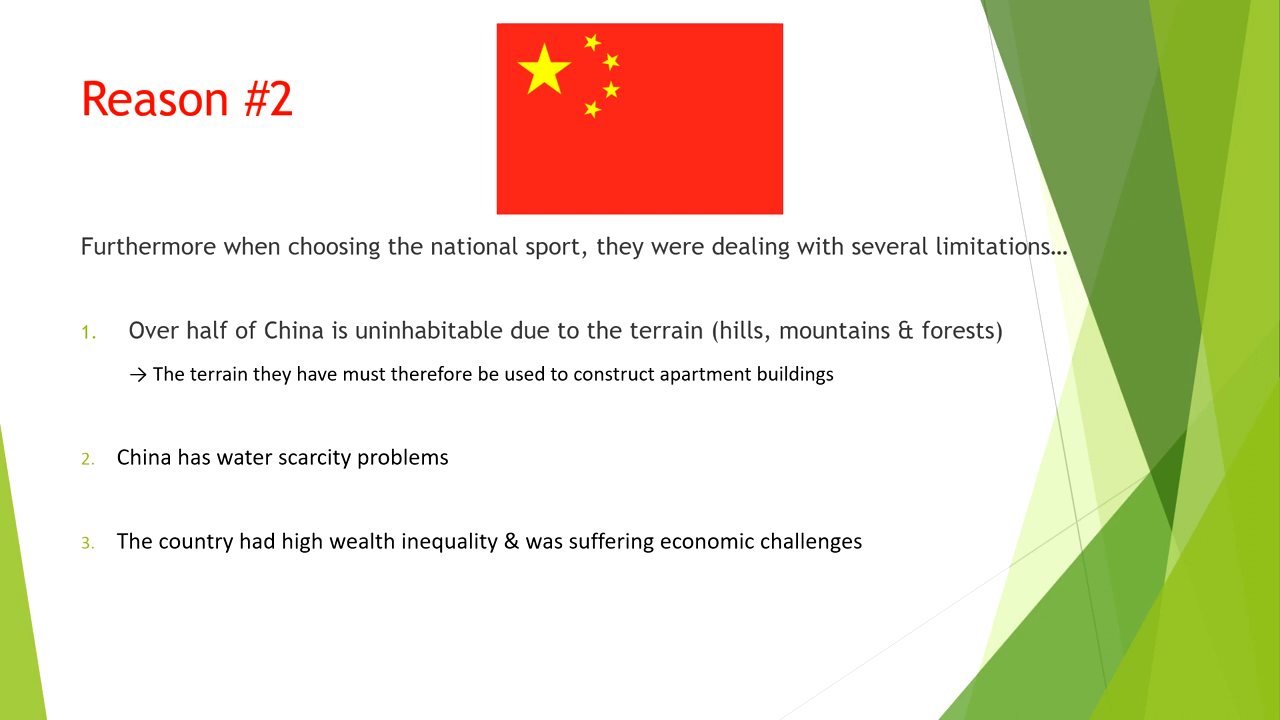 Reason #2
Furthermore when choosing the national sport, they were dealing with several limitations…
1. Over half of China is uninhabitable due to the terrain (hills, mountains & forests)
→ The terrain they have must therefore be used to construct apartment buildings
2. China has water scarcity problems
3. The country had high wealth inequality & was suffering economic challenges